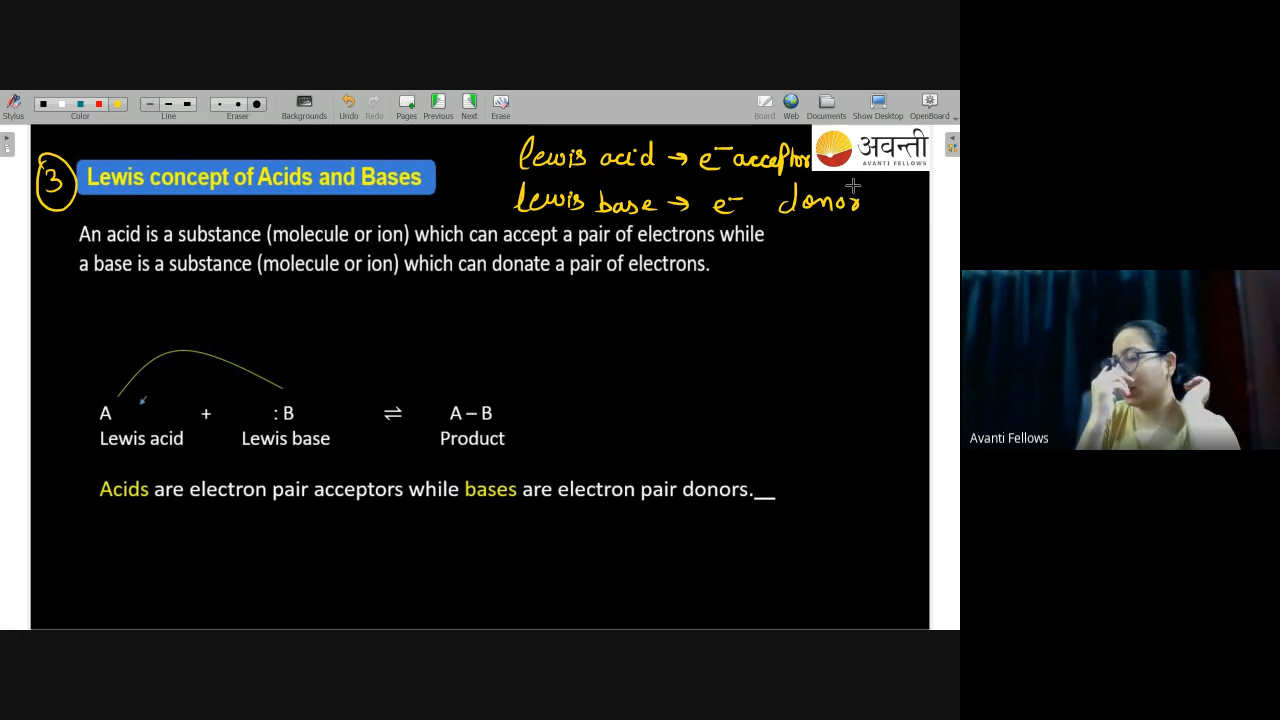 Stylus
Color
Line
Eraser
Backgrounds
Undo
Redo
Pages
Previous
Next
Erase
Board
Web
Documents
Show Desktop
OpenBoard
अवन्ती
AVANTI FELLOWS
lewis acid → e⁻ acceptor
lewis base → e⁻ donor
3
Lewis concept of Acids and Bases
An acid is a substance (molecule or ion) which can accept a pair of electrons while
a base is a substance (molecule or ion) which can donate a pair of electrons.
A + : B ⇌ A – B
Lewis acid Lewis base Product
Acids are electron pair acceptors while bases are electron pair donors.__
Avanti Fellows